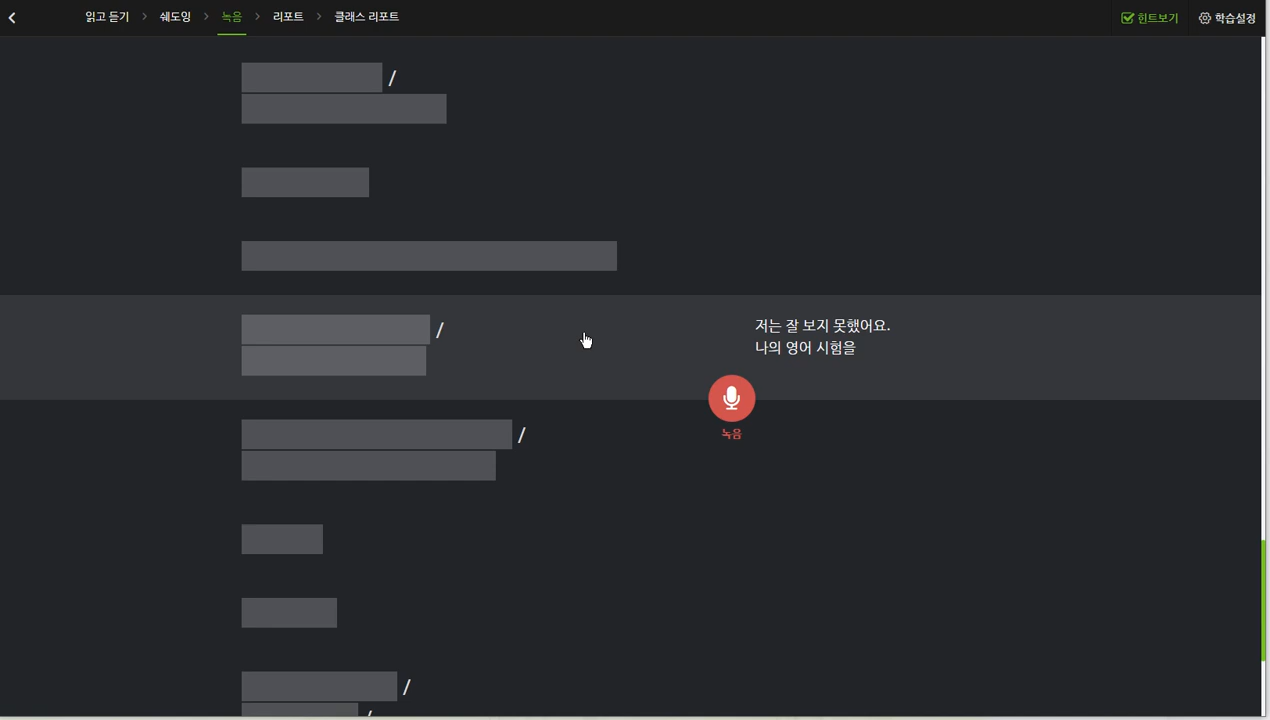 읽고 듣기 > 쉐도잉 > 녹음 > 리포트 > 클래스 리포트
힌트보기
학습설정
/
/
저는 잘 보지 못했어요.
나의 영어 시험을
녹음
/
/
/